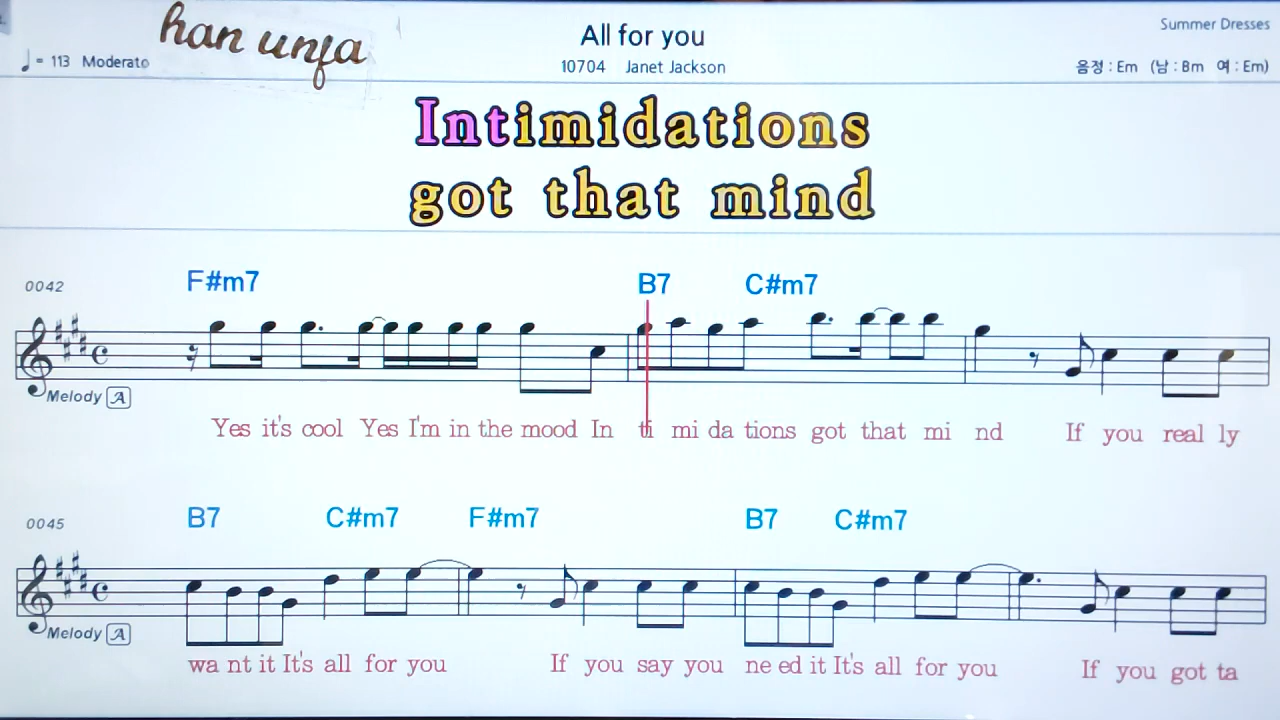 han unfa
All for you
Summer Dresses
♩ = 113 Moderato
10704 Janet Jackson
음정 : Em (남 : Bm 여 : Em)
Intimidations
got that mind
0042
F#m7 B7 C#m7
Melody A
Yes it's cool Yes I'm in the mood In ti mi da tions got that mi nd If you real ly
0045
B7 C#m7 F#m7 B7 C#m7
Melody A
wa nt it It's all for you If you say you ne ed it It's all for you If you got ta